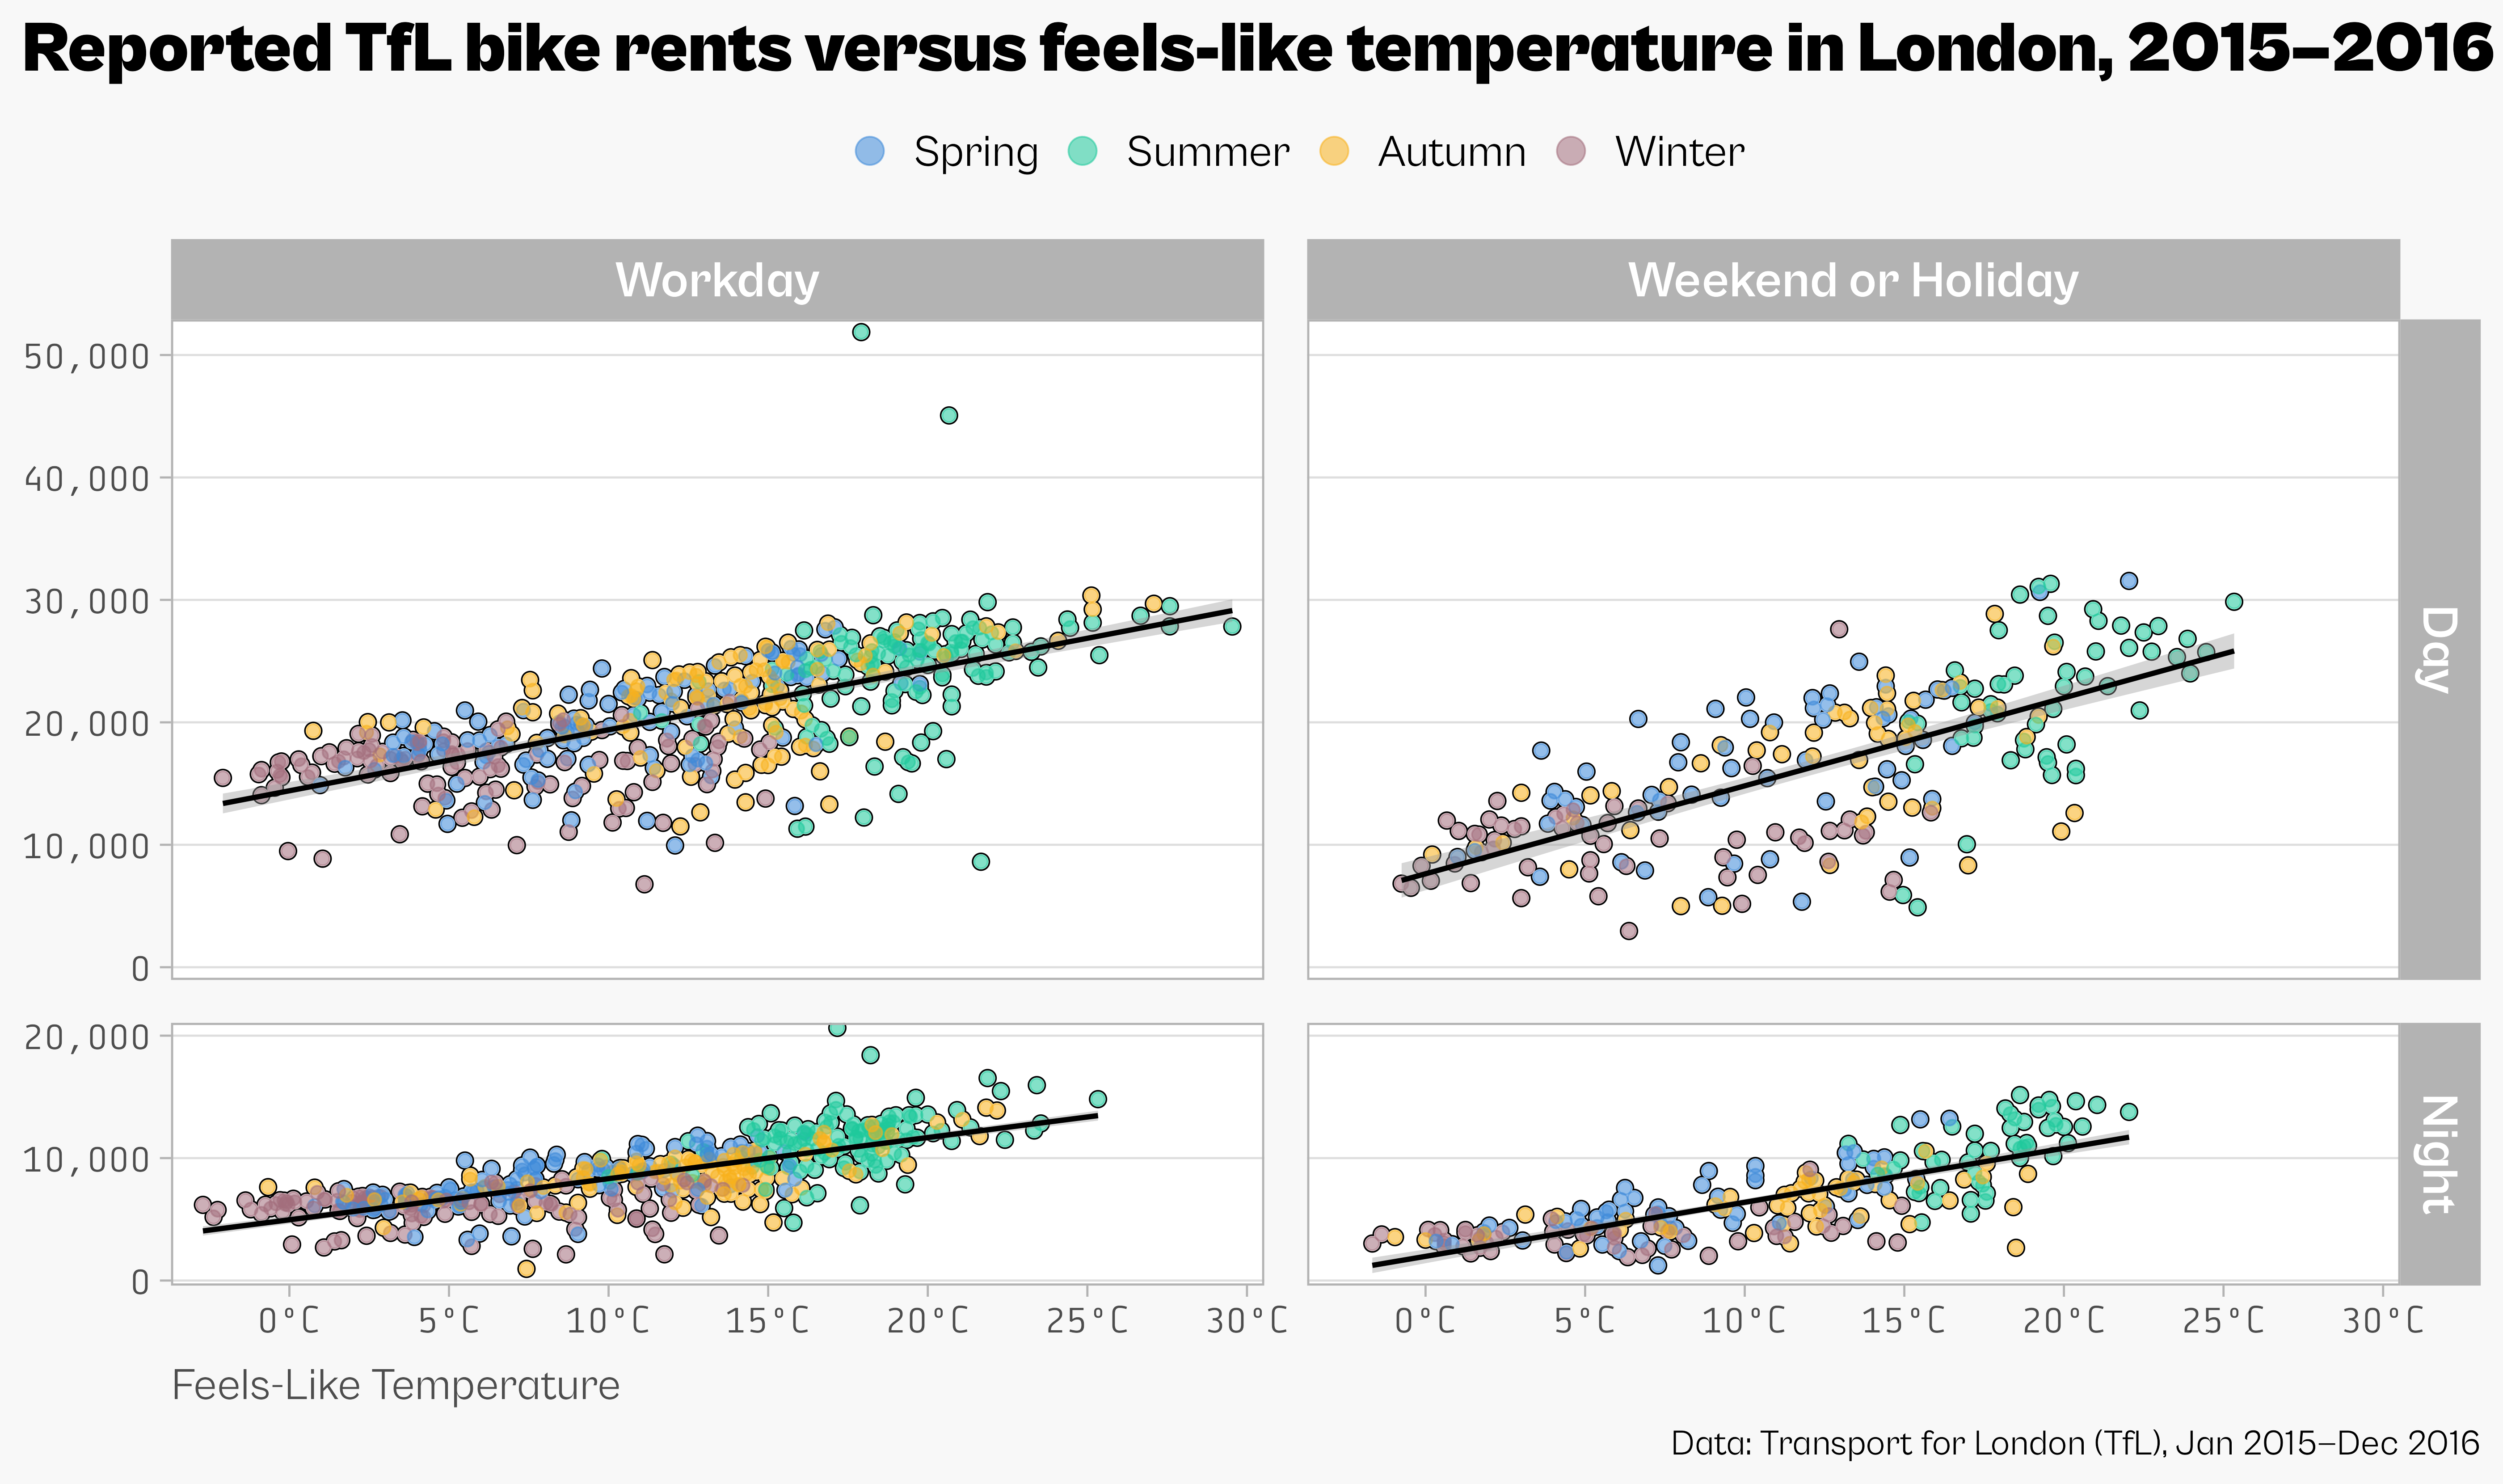 Reported TfL bike rents versus feels-like temperature in London, 2015–2016
Spring Summer Autumn Winter
Workday
Weekend or Holiday
50,000
40,000
30,000
20,000
10,000
0
Day
20,000
10,000
0
Night
0°C 5°C 10°C 15°C 20°C 25°C 30°C
0°C 5°C 10°C 15°C 20°C 25°C 30°C
Feels-Like Temperature
Data: Transport for London (TfL), Jan 2015–Dec 2016